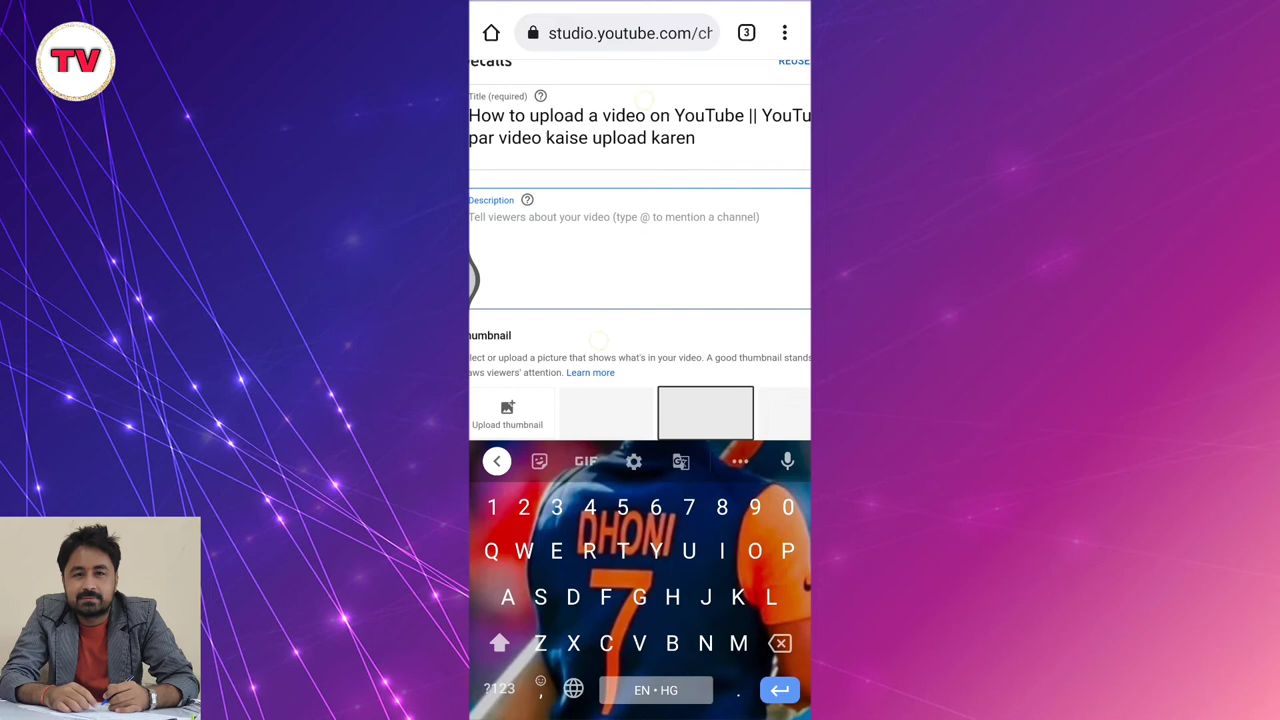 TV
studio.youtube.com/ch
3
etails
REUSE
Title (required)
How to upload a video on YouTube || YouTu
par video kaise upload karen
Description
Tell viewers about your video (type @ to mention a channel)
umbnail
lect or upload a picture that shows what's in your video. A good thumbnail stands
aws viewers' attention. Learn more
Upload thumbnail
GIF
DHONI
7
1 2 3 4 5 6 7 8 9 0
Q W E R T Y U I O P
A S D F G H J K L
Z X C V B N M
?123 , EN • HG .